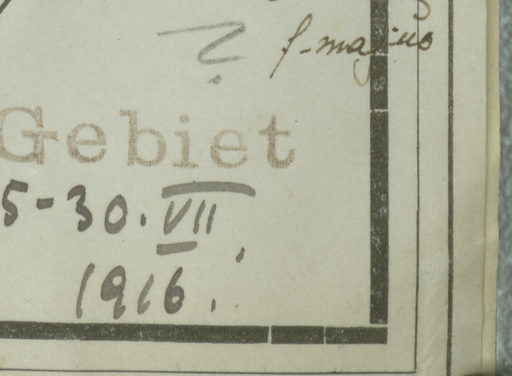 f. majus
?
Gebiet
5-30. VII,
1916.